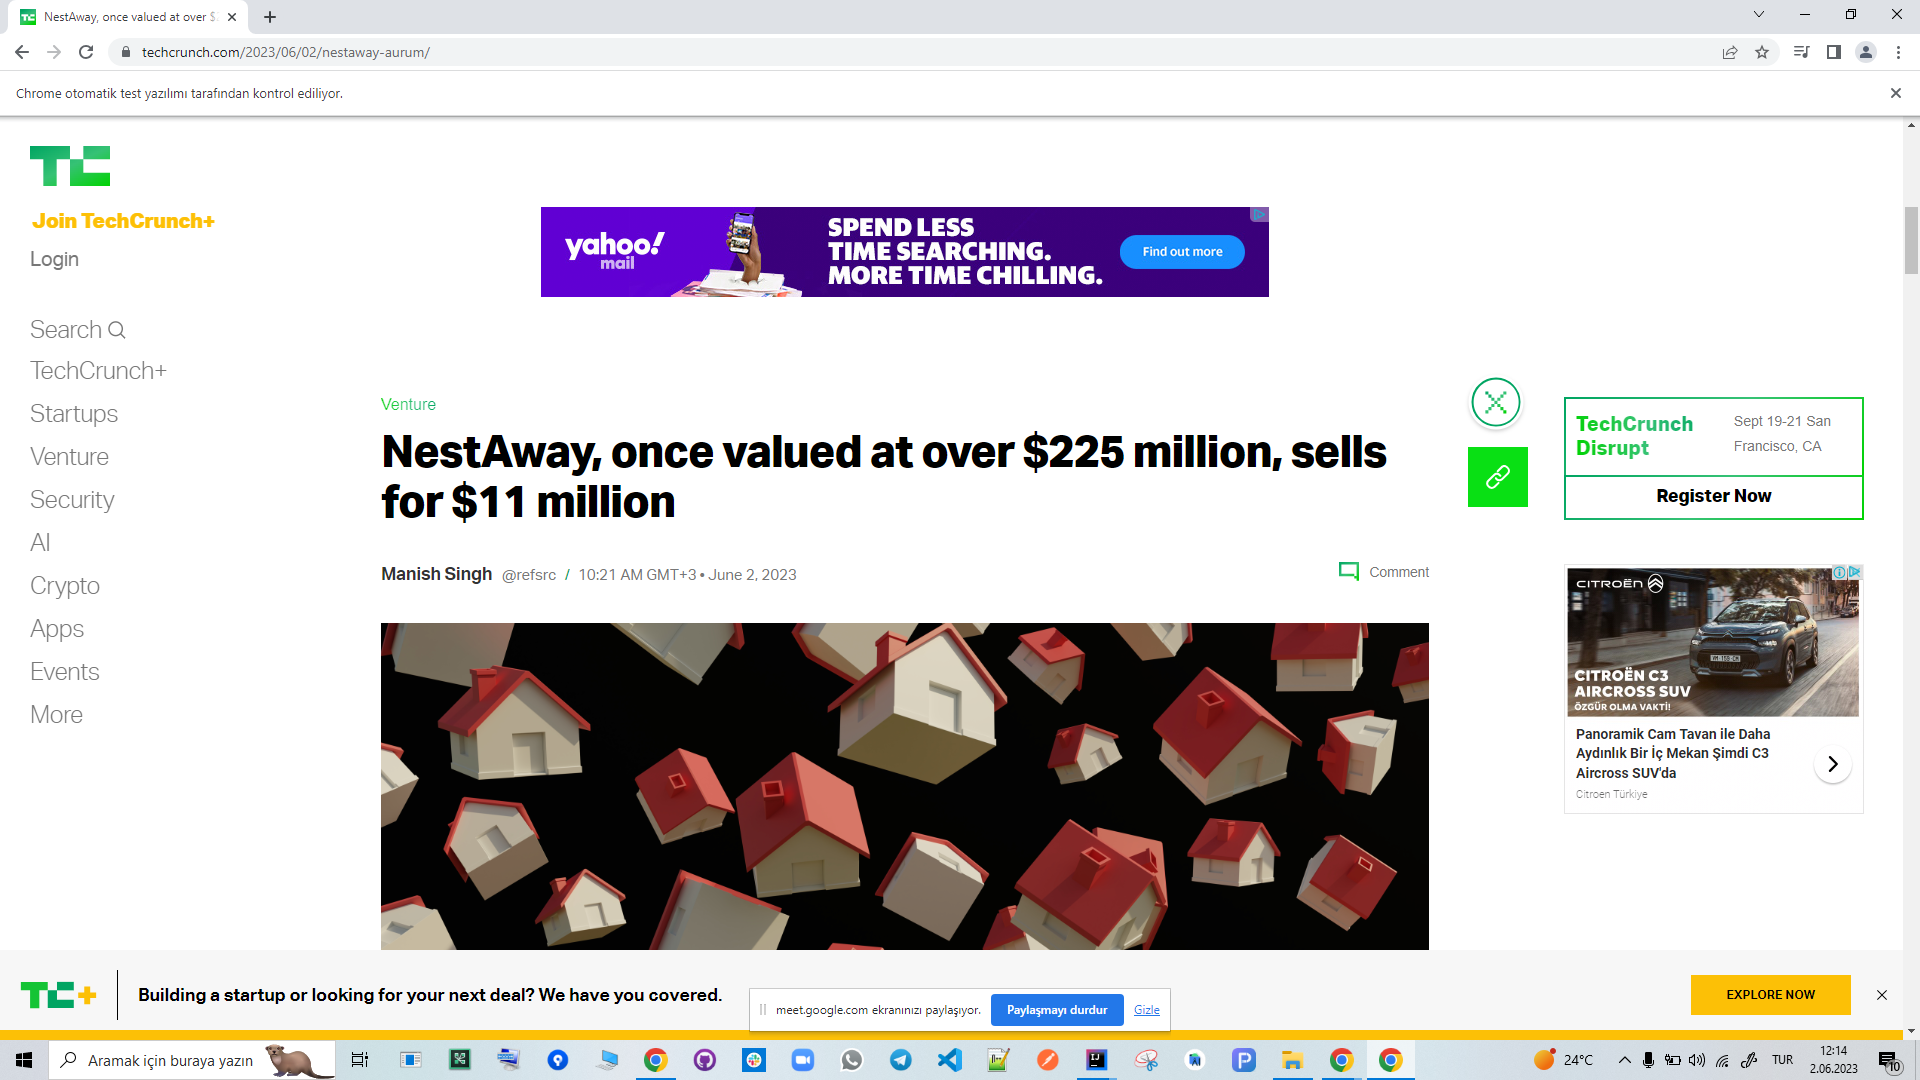 NestAway, once valued at over $
techcrunch.com/2023/06/02/nestaway-aurum/
Chrome otomatik test yazılımı tarafından kontrol ediliyor.
TC
Join TechCrunch+
Login
Search
TechCrunch+
Startups
Venture
Security
AI
Crypto
Apps
Events
More
yahoo!
mail
SPEND LESS
TIME SEARCHING.
MORE TIME CHILLING.
Find out more
Venture
NestAway, once valued at over $225 million, sells
for $11 million
Manish Singh @refsrc / 10:21 AM GMT+3 • June 2, 2023
Comment
TechCrunch
Disrupt
Sept 19-21 San
Francisco, CA
Register Now
CITROËN
CITROËN C3
AIRCROSS SUV
ÖZGÜR OLMA VAKTİ!
Panoramik Cam Tavan ile Daha
Aydınlık Bir İç Mekan Şimdi C3
Aircross SUV'da
Citroen Türkiye
TC+
Building a startup or looking for your next deal? We have you covered.
EXPLORE NOW
meet.google.com ekranınızı paylaşıyor.
Paylaşmayı durdur
Gizle
Aramak için buraya yazın
24°C
TUR
12:14
2.06.2023
10